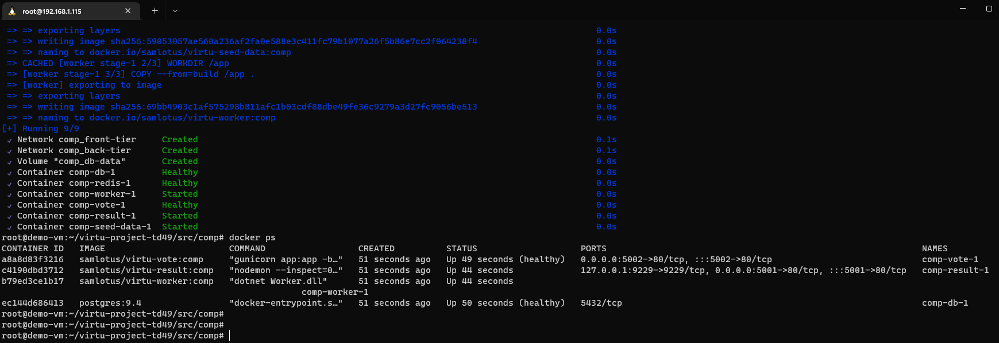 root@192.168.1.115
=> => exporting layers 0.0s
=> => writing image sha256:59053057ae560a236af2fa0e588e3c411fc79b1077a26f5b86e7cc2f064238f4 0.0s
=> => naming to docker.io/samlotus/virtu-seed-data:comp 0.0s
=> CACHED [worker stage-1 2/3] WORKDIR /app 0.0s
=> [worker stage-1 3/3] COPY --from=build /app . 0.0s
=> [worker] exporting to image 0.0s
=> => exporting layers 0.0s
=> => writing image sha256:69bb4903c1af575298b811afc1b03cdf88dbe49fe36c9279a3d27fc9056be513 0.0s
=> => naming to docker.io/samlotus/virtu-worker:comp 0.0s
[+] Running 9/9
✓ Network comp_front-tier Created 0.1s
✓ Network comp_back-tier Created 0.1s
✓ Volume "comp_db-data" Created 0.0s
✓ Container comp-db-1 Healthy 0.0s
✓ Container comp-redis-1 Healthy 0.0s
✓ Container comp-worker-1 Started 0.0s
✓ Container comp-vote-1 Healthy 0.0s
✓ Container comp-result-1 Started 0.0s
✓ Container comp-seed-data-1 Started 0.0s
root@demo-vm:~/virtu-project-td49/src/comp# docker ps
CONTAINER ID IMAGE COMMAND CREATED STATUS PORTS NAMES
a8a8d83f3216 samlotus/virtu-vote:comp "gunicorn app:app -b…" 51 seconds ago Up 49 seconds (healthy) 0.0.0.0:5002->80/tcp, :::5002->80/tcp comp-vote-1
c4190dbd3712 samlotus/virtu-result:comp "nodemon --inspect=0…" 51 seconds ago Up 44 seconds 127.0.0.1:9229->9229/tcp, 0.0.0.0:5001->80/tcp, :::5001->80/tcp comp-result-1
b79ed3ce1b17 samlotus/virtu-worker:comp "dotnet Worker.dll" 51 seconds ago Up 44 seconds
comp-worker-1
ec144d686413 postgres:9.4 "docker-entrypoint.s…" 51 seconds ago Up 50 seconds (healthy) 5432/tcp comp-db-1
root@demo-vm:~/virtu-project-td49/src/comp#
root@demo-vm:~/virtu-project-td49/src/comp#
root@demo-vm:~/virtu-project-td49/src/comp#